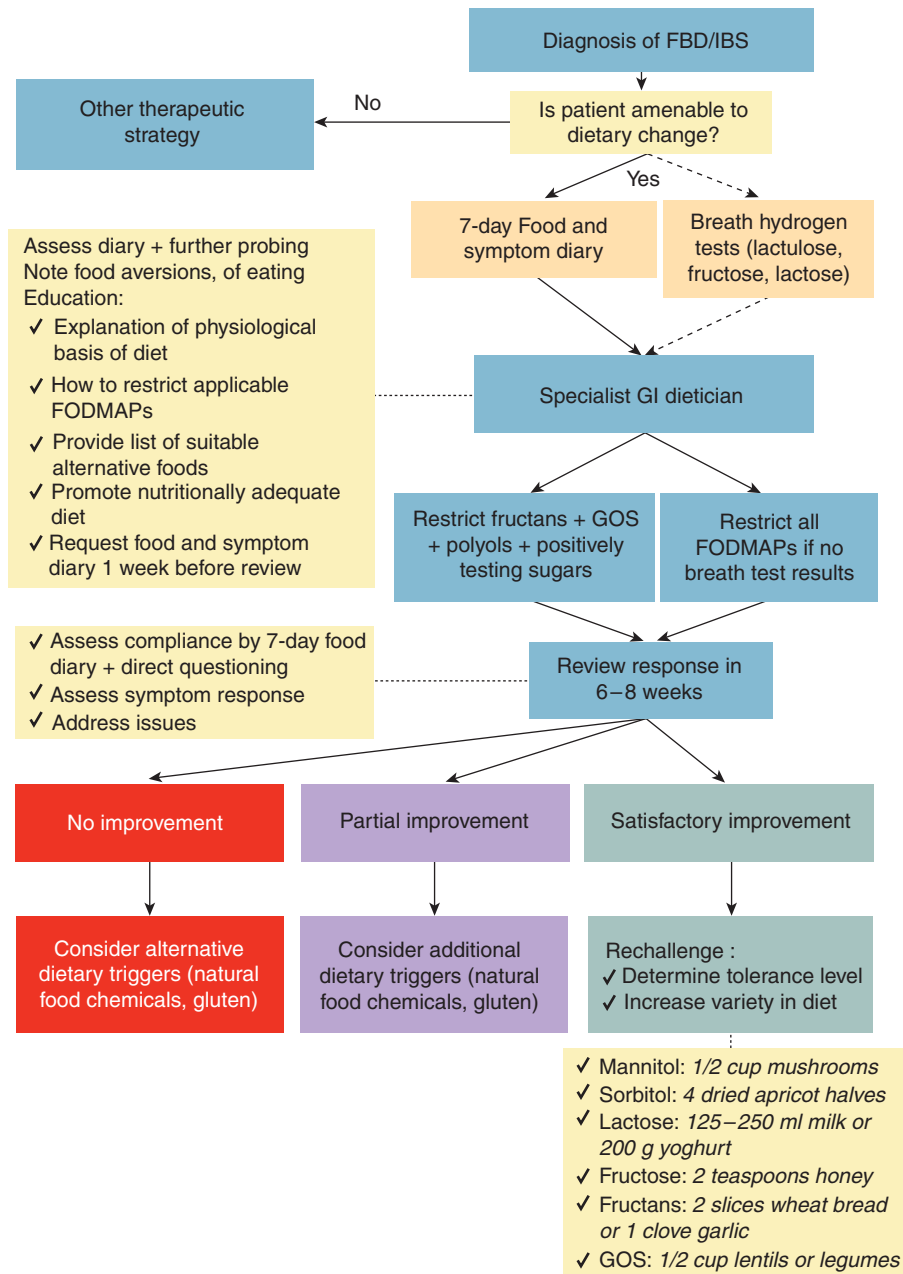 Diagnosis of FBD/IBS
No
Other therapeutic
strategy
Is patient amenable to
dietary change?
Yes
7-day Food and
symptom diary
Breath hydrogen
tests (lactulose,
fructose, lactose)
Assess diary + further probing
Note food aversions, of eating
Education:
✓ Explanation of physiological
basis of diet
✓ How to restrict applicable
FODMAPs
✓ Provide list of suitable
alternative foods
✓ Promote nutritionally adequate
diet
✓ Request food and symptom
diary 1 week before review
Specialist GI dietician
Restrict fructans + GOS
+ polyols + positively
testing sugars
Restrict all
FODMAPs if no
breath test results
✓ Assess compliance by 7-day food
diary + direct questioning
✓ Assess symptom response
✓ Address issues
Review response in
6–8 weeks
No improvement
Partial improvement
Satisfactory improvement
Consider alternative
dietary triggers (natural
food chemicals, gluten)
Consider additional
dietary triggers (natural
food chemicals, gluten)
Rechallenge :
✓ Determine tolerance level
✓ Increase variety in diet
✓ Mannitol: 1/2 cup mushrooms
✓ Sorbitol: 4 dried apricot halves
✓ Lactose: 125–250 ml milk or
200 g yoghurt
✓ Fructose: 2 teaspoons honey
✓ Fructans: 2 slices wheat bread
or 1 clove garlic
✓ GOS: 1/2 cup lentils or legumes